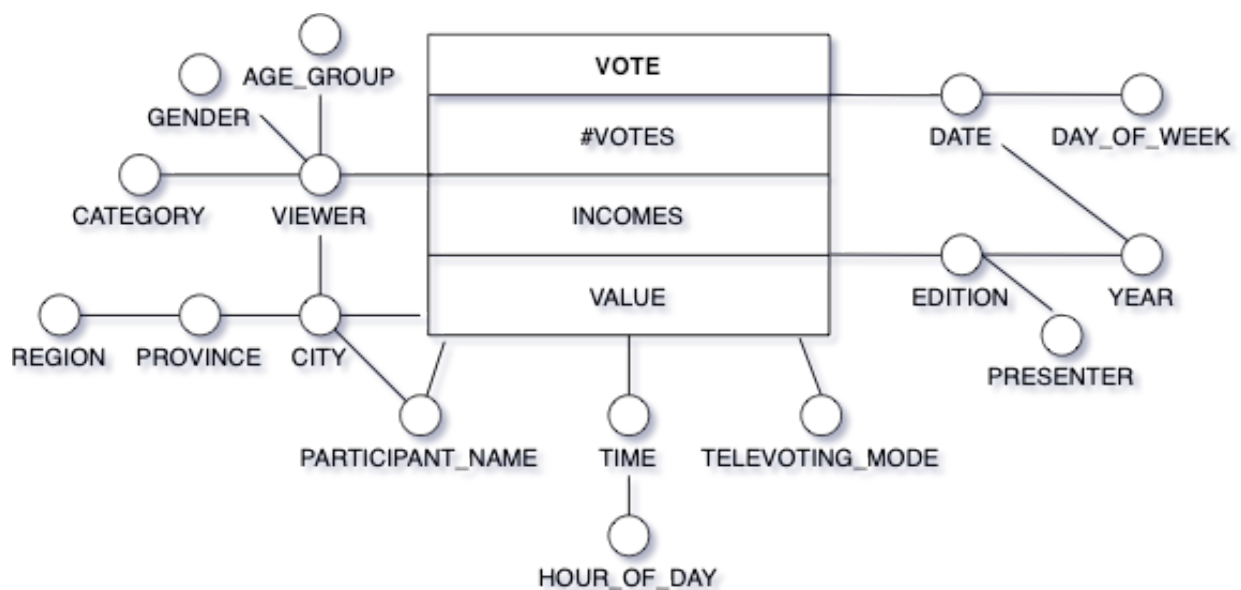 AGE_GROUP
VOTE
GENDER
#VOTES
DATE
DAY_OF_WEEK
CATEGORY
VIEWER
INCOMES
VALUE
EDITION
YEAR
REGION
PROVINCE
CITY
PRESENTER
PARTICIPANT_NAME
TIME
TELEVOTING_MODE
HOUR_OF_DAY